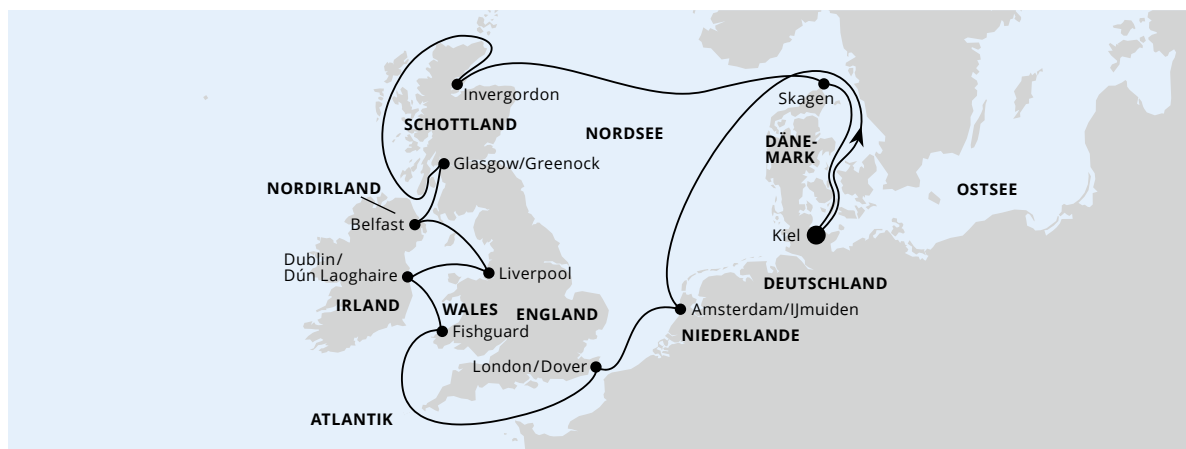 Invergordon
Skagen
SCHOTTLAND
NORDSEE
DÄNE-
MARK
Glasgow/Greenock
NORDIRLAND
OSTSEE
Belfast
Kiel
Dublin/
Dún Laoghaire
Liverpool
DEUTSCHLAND
IRLAND
WALES
ENGLAND
Amsterdam/IJmuiden
Fishguard
NIEDERLANDE
London/Dover
ATLANTIK